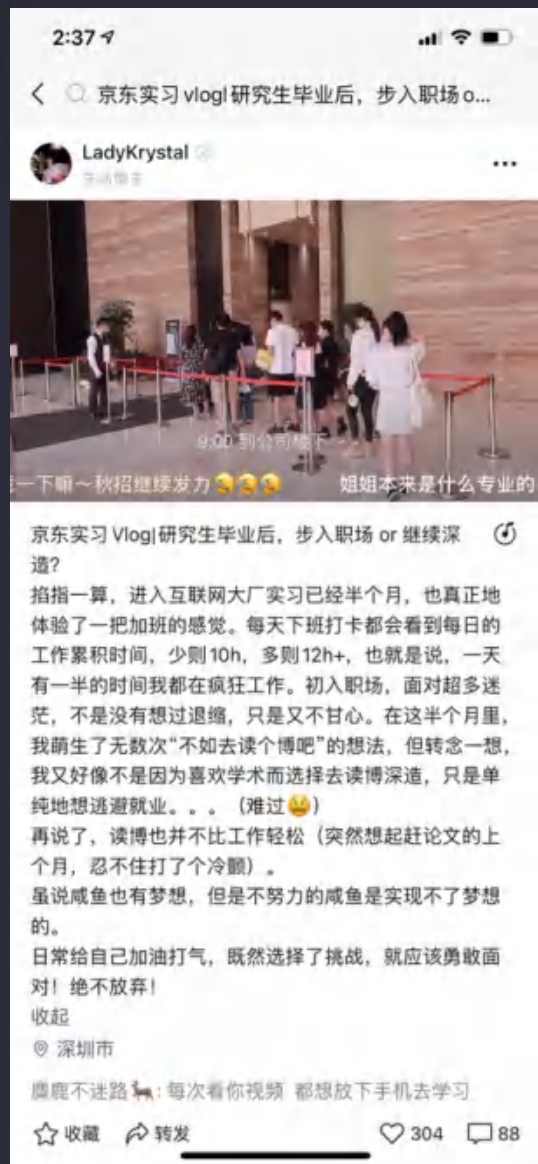 2:37
京东实习vlog|研究生毕业后，步入职场o...
LadyKrystal
9:00 到公司楼下
一下嘛～秋招继续发力😂😂😂
姐姐本来是什么专业的
京东实习 Vlog|研究生毕业后，步入职场 or 继续深
造？
掐指一算，进入互联网大厂实习已经半个月，也真正地
体验了一把加班的感觉。每天下班打卡都会看到每日的
工作累积时间，少则10h，多则12h+，也就是说，一天
有一半的时间我都在疯狂工作。初入职场，面对超多迷
茫，不是没有想过退缩，只是又不甘心。在这半个月里，
我萌生了无数次“不如去读个博吧”的想法，但转念一想，
我又好像不是因为喜欢学术而选择去读博深造，只是单
纯地想逃避就业。。。（难过😖）
再说了，读博也并不比工作轻松（突然想起赶论文的上
个月，忍不住打了个冷颤）。
虽说咸鱼也有梦想，但是不努力的咸鱼是实现不了梦想
的。
日常给自己加油打气，既然选择了挑战，就应该勇敢面
对！绝不放弃！
收起
深圳市
麋鹿不迷路🦌: 每次看你视频 都想放下手机去学习
收藏
转发
304
88